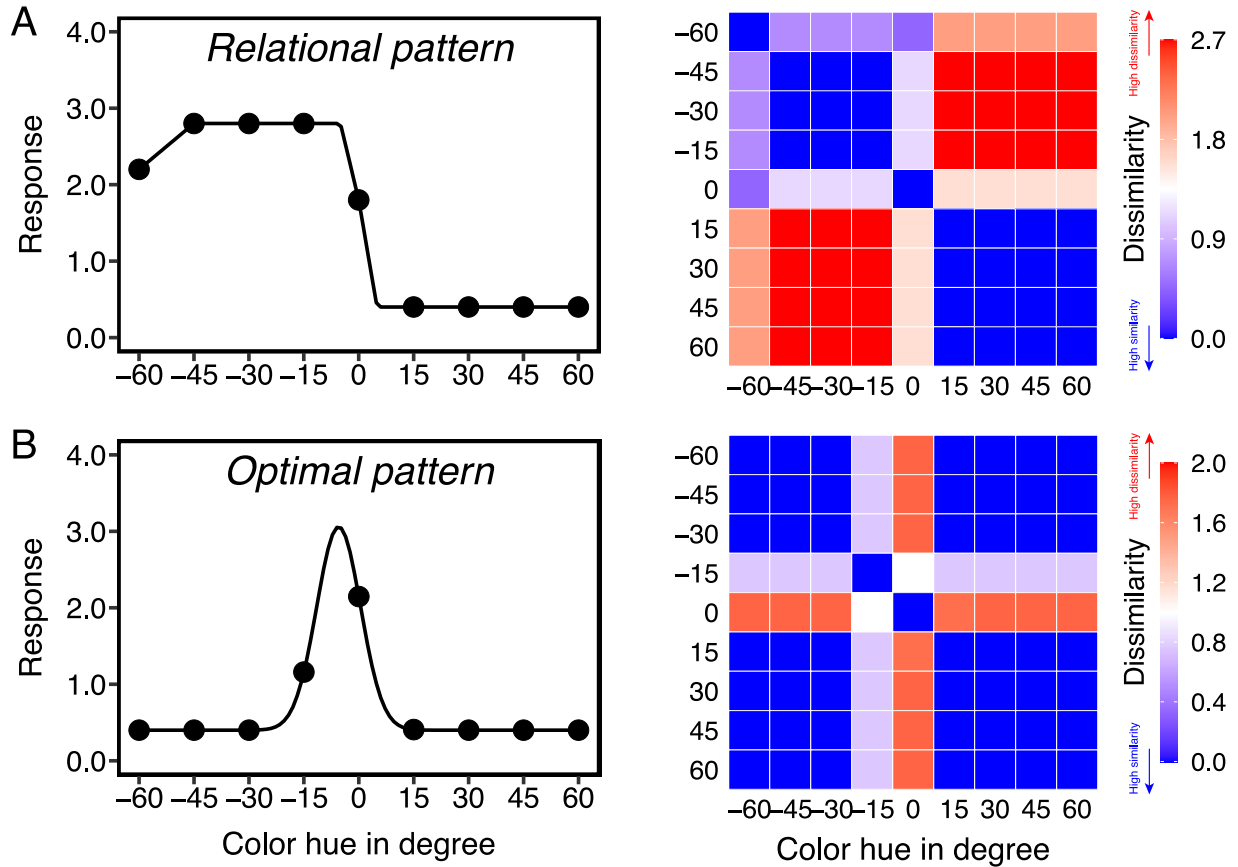 A
Relational pattern
Response
4.0
3.0
2.0
1.0
0.0
−60 −45 −30 −15 0 15 30 45 60
−60
−45
−30
−15
0
15
30
45
60
−60 −45 −30 −15 0 15 30 45 60
Dissimilarity
High dissimilarity
High similarity
2.7
1.8
0.9
0.0
B
Optimal pattern
Response
4.0
3.0
2.0
1.0
0.0
−60 −45 −30 −15 0 15 30 45 60
Color hue in degree
−60
−45
−30
−15
0
15
30
45
60
−60 −45 −30 −15 0 15 30 45 60
Color hue in degree
Dissimilarity
High dissimilarity
High similarity
2.0
1.6
1.2
0.8
0.4
0.0